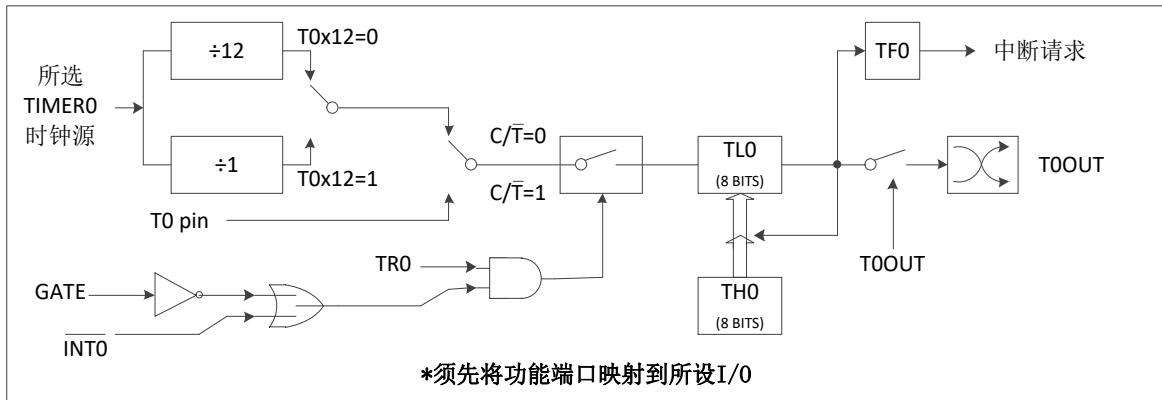 ÷12
T0x12=0
所选
TIMER0
时钟源
÷1
T0x12=1
T0 pin
C/T̅=0
C/T̅=1
TL0
(8 BITS)
TF0
中断请求
T0OUT
T0OUT
TR0
TH0
(8 BITS)
GATE
I̅N̅T̅0̅
*须先将功能端口映射到所设I/O